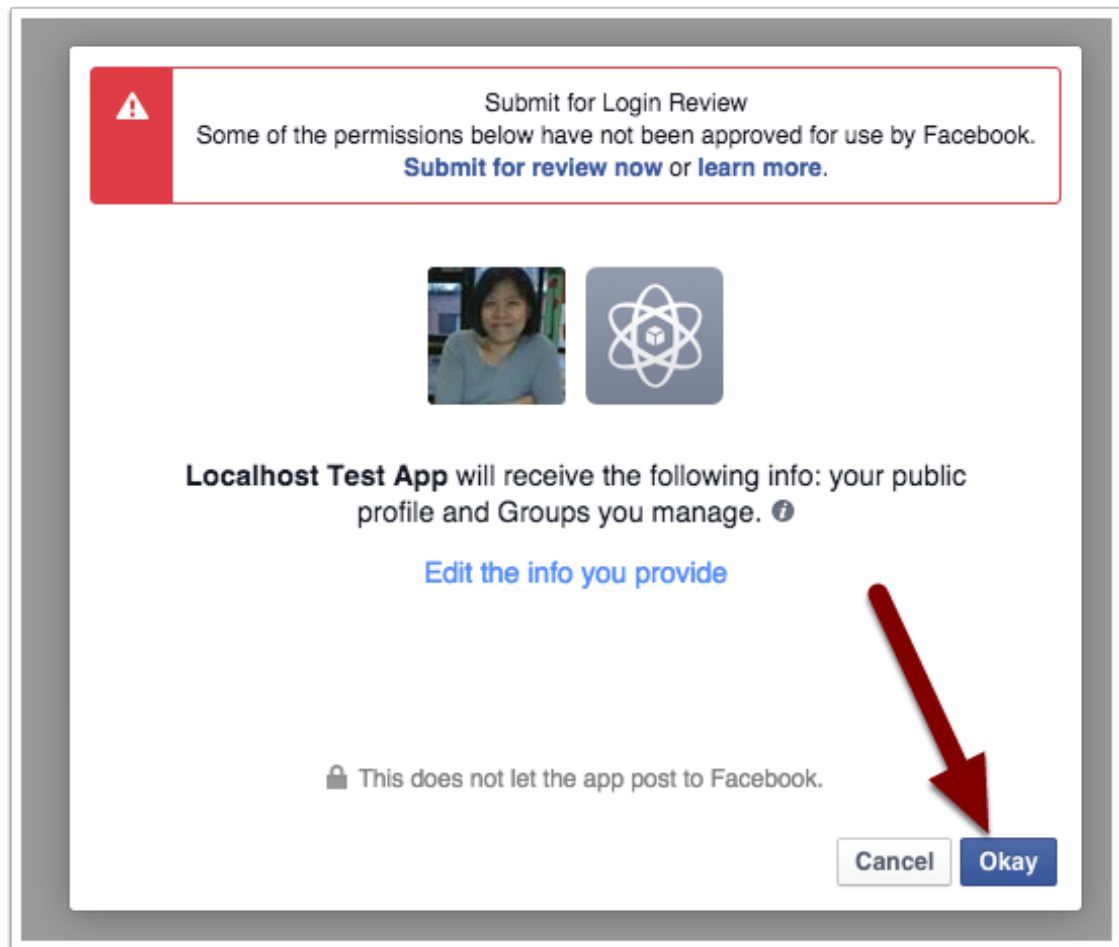 Submit for Login Review
Some of the permissions below have not been approved for use by Facebook.
Submit for review now or learn more.
Localhost Test App will receive the following info: your public
profile and Groups you manage.
Edit the info you provide
This does not let the app post to Facebook.
Cancel
Okay